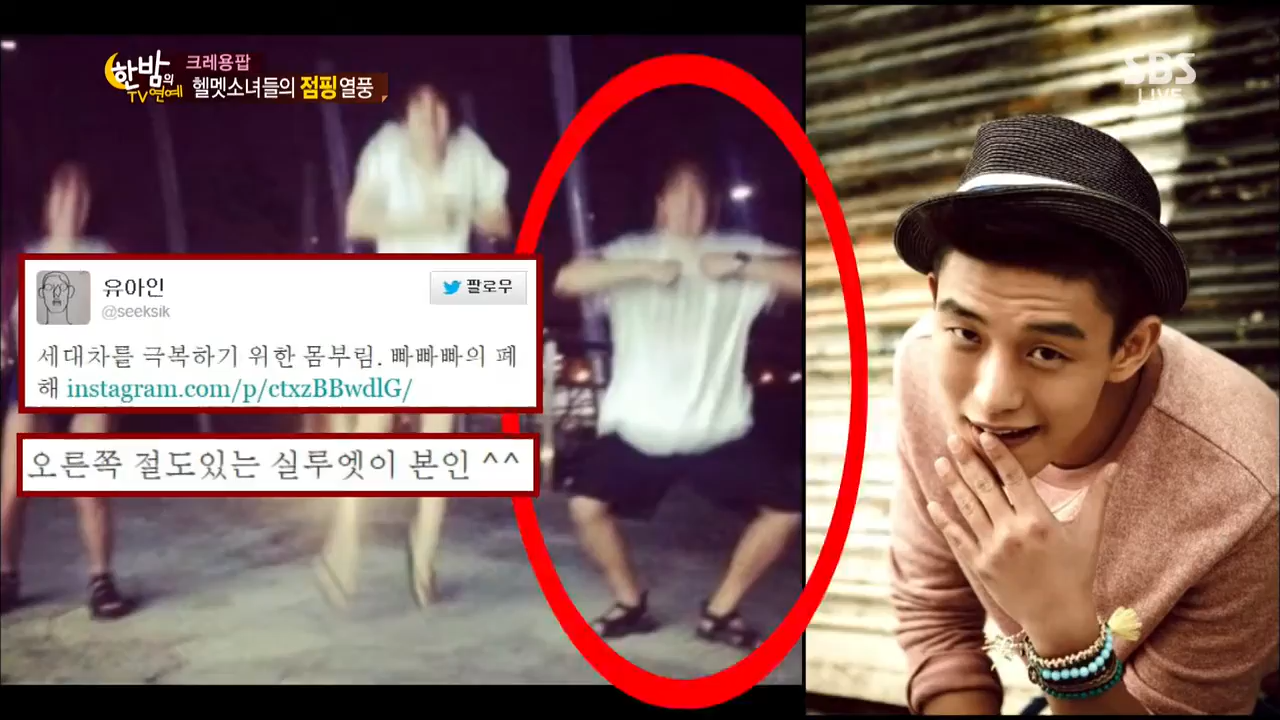 한밤의
TV연예
크레용팝
헬멧소녀들의 점핑열풍
SBS
LIVE
유아인
@seeksik
팔로우
세대차를 극복하기 위한 몸부림. 빠빠빠의 폐
해 instagram.com/p/ctxzBBwdlG/
오른쪽 절도있는 실루엣이 본인 ^^